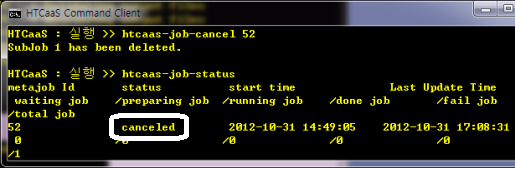 HTCaaS Command Client
HTCaaS : 실행 >> htcaas-job-cancel 52
SubJob 1 has been deleted.
HTCaaS : 실행 >> htcaas-job-status
metajob Id status start time Last Update Time
waiting job /preparing job /running job /done job /fail job
/total job
52 canceled 2012-10-31 14:49:05 2012-10-31 17:08:31
0 /0 /0 /0 /0
/1